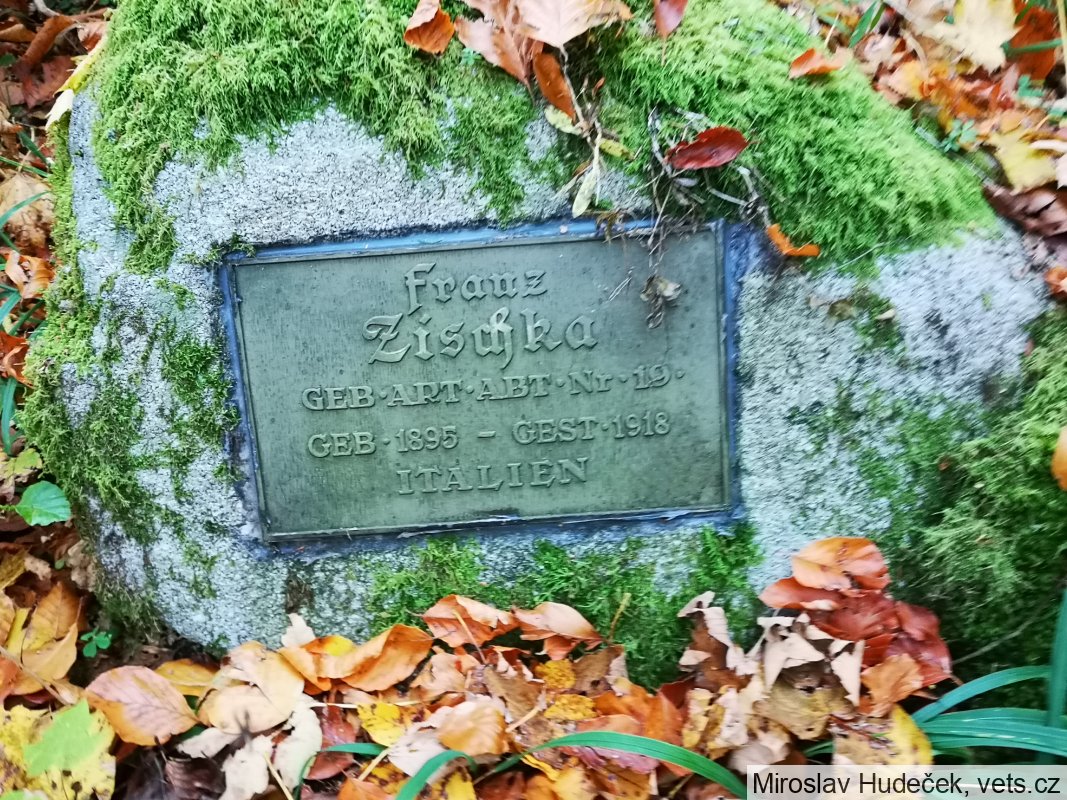 Franz
Zischka
GEB·ART·ABT·Nr·19·
GEB·1895 – GEST·1918
ITALIEN
Miroslav Hudeček, vets.cz